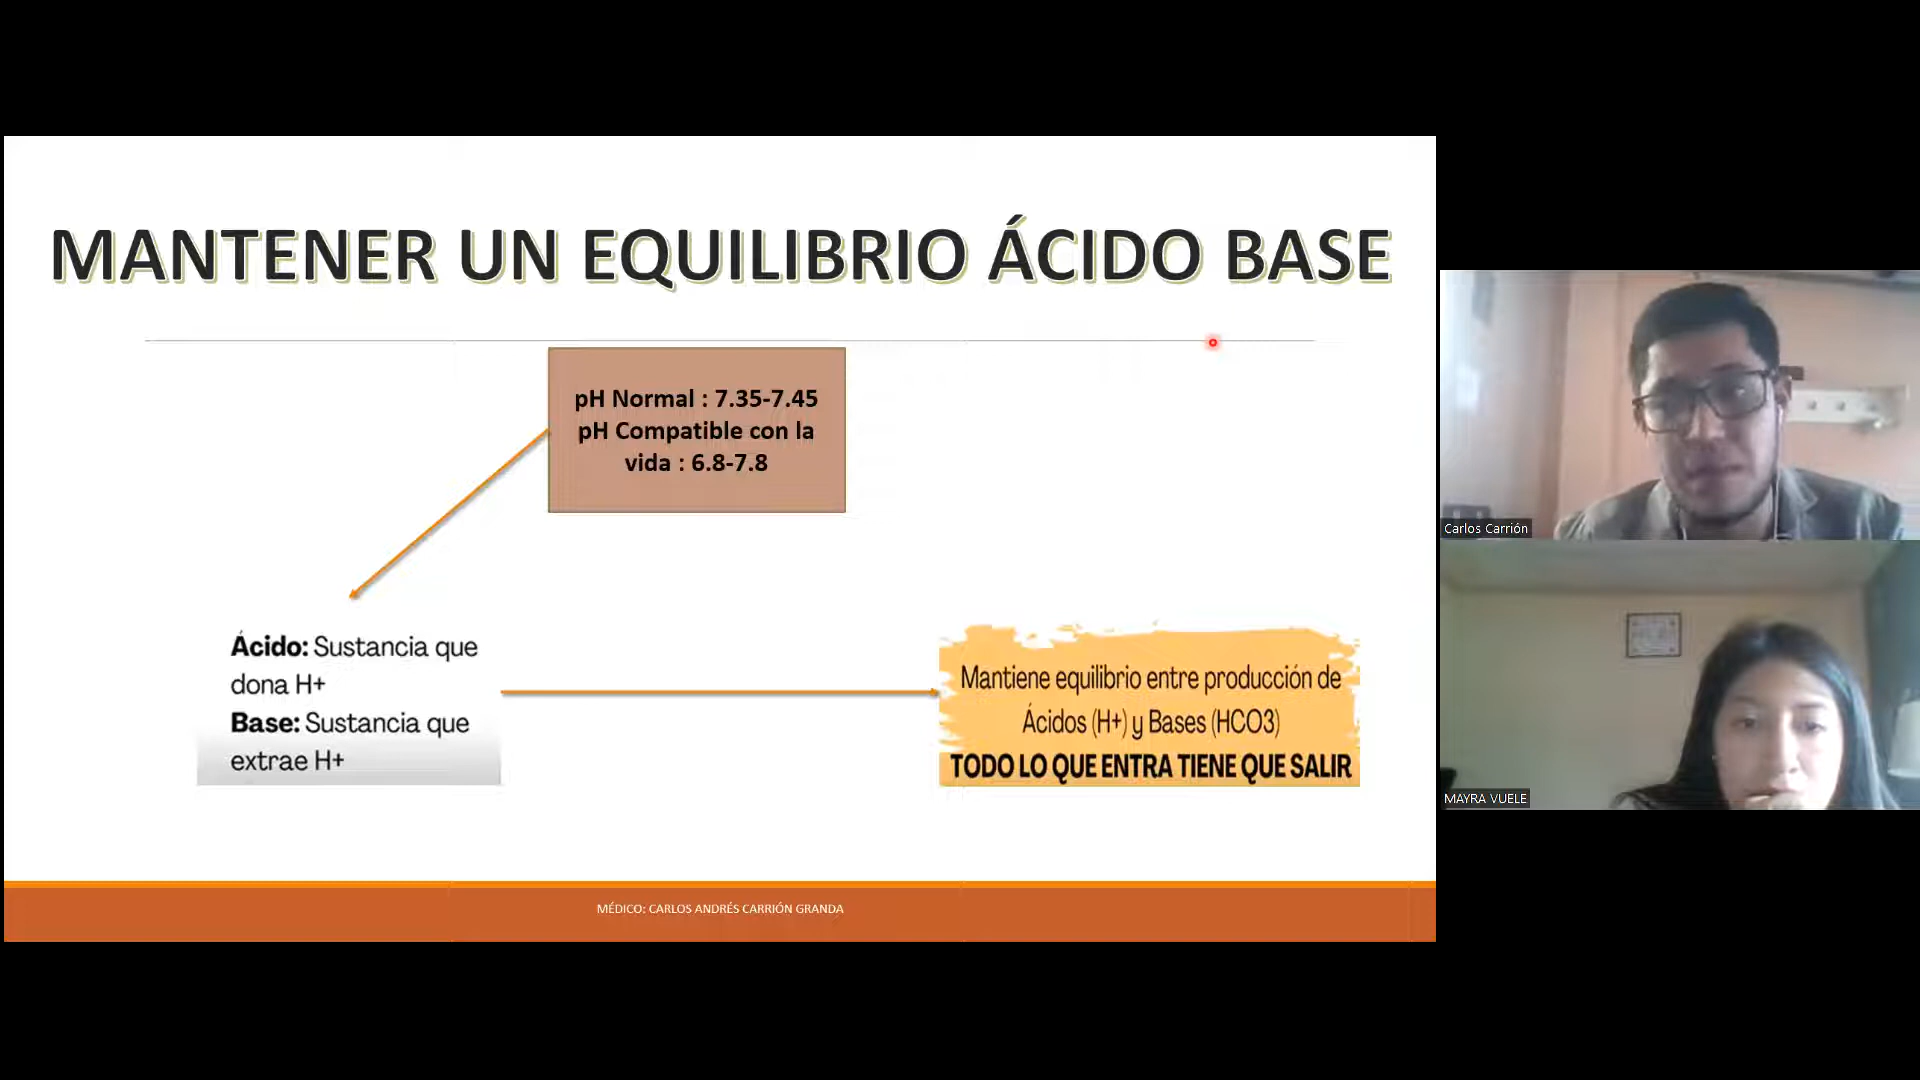 MANTENER UN EQUILIBRIO ÁCIDO BASE
pH Normal : 7.35-7.45
pH Compatible con la
vida : 6.8-7.8
Ácido: Sustancia que
dona H+
Base: Sustancia que
extrae H+
Mantiene equilibrio entre producción de
Ácidos (H+) y Bases (HCO3)
TODO LO QUE ENTRA TIENE QUE SALIR
MÉDICO: CARLOS ANDRÉS CARRIÓN GRANDA
Carlos Carrión
MAYRA VUELE